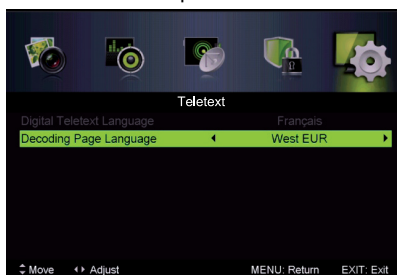 Teletext
Digital Teletext Language Français
Decoding Page Language West EUR
Move Adjust MENU: Return EXIT: Exit